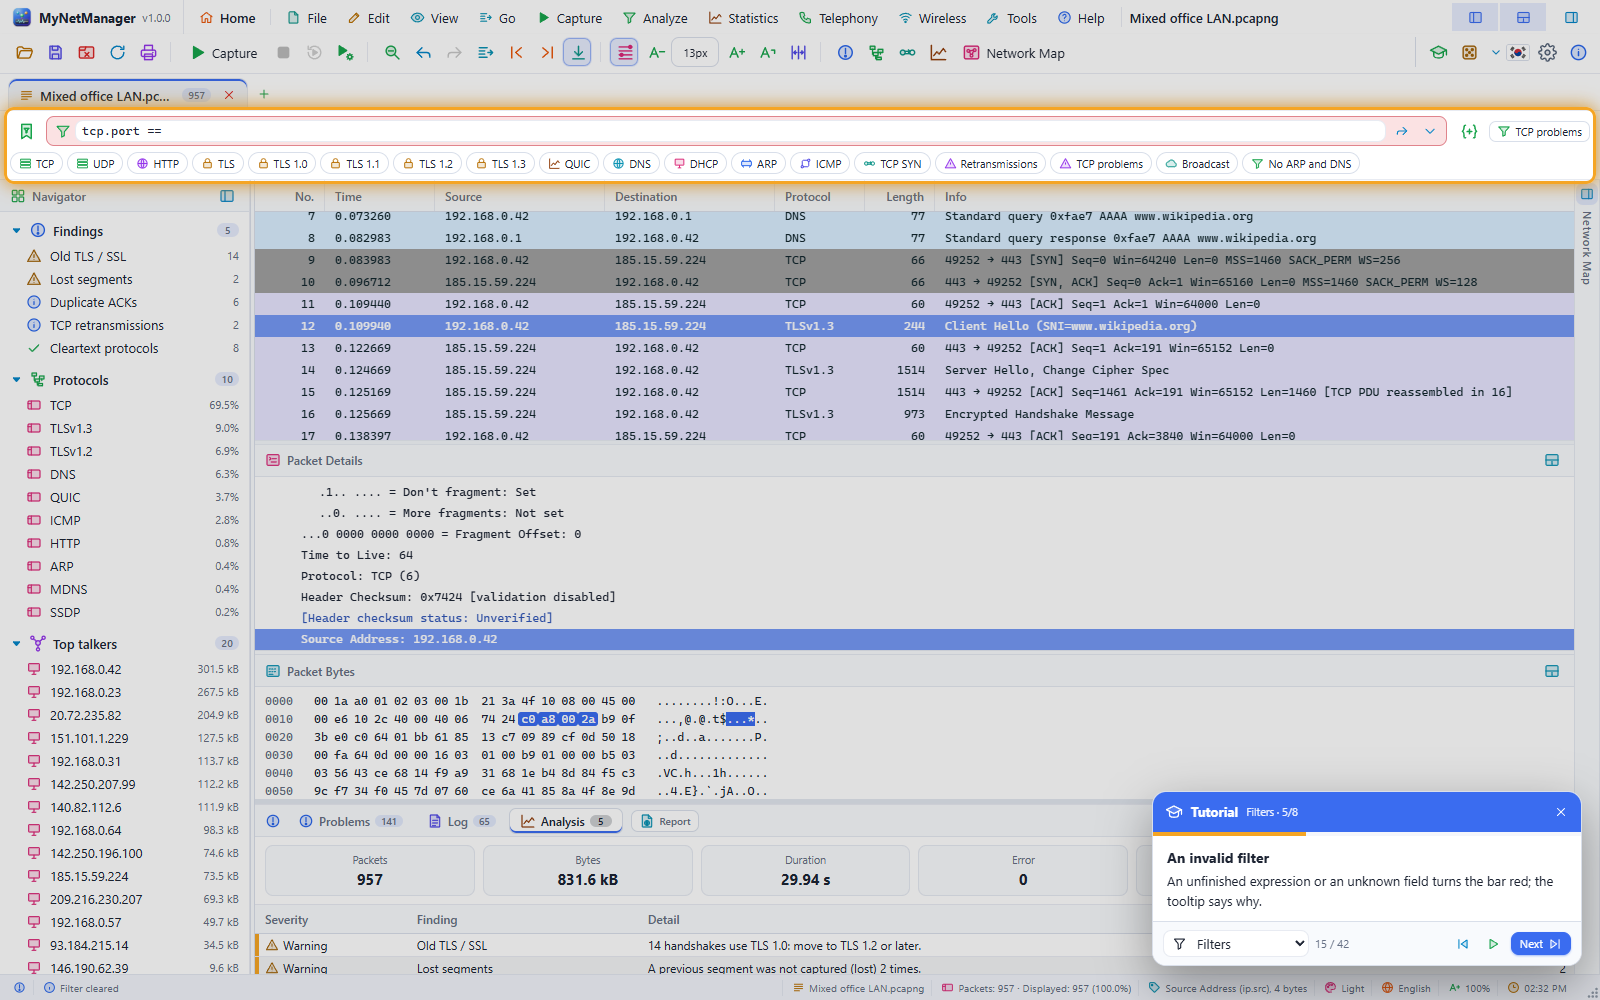 MyNetManager v1.0.0 Home File Edit View Go Capture Analyze Statistics Telephony Wireless Tools Help Mixed office LAN.pcapng
Capture A− 13px A+ Network Map
Mixed office LAN.pc... 957
tcp.port == TCP problems
TCP UDP HTTP TLS TLS 1.0 TLS 1.1 TLS 1.2 TLS 1.3 QUIC DNS DHCP ARP ICMP TCP SYN Retransmissions TCP problems Broadcast No ARP and DNS
Navigator
Findings 5
Old TLS / SSL 14
Lost segments 2
Duplicate ACKs 6
TCP retransmissions 2
Cleartext protocols 8
Protocols 10
TCP 69.5%
TLSv1.3 9.0%
TLSv1.2 6.9%
DNS 6.3%
QUIC 3.7%
ICMP 2.8%
HTTP 0.8%
ARP 0.4%
MDNS 0.4%
SSDP 0.2%
Top talkers 20
192.168.0.42 301.5 kB
192.168.0.23 267.5 kB
20.72.235.82 204.9 kB
151.101.1.229 127.5 kB
192.168.0.31 113.7 kB
142.250.207.99 112.2 kB
140.82.112.6 111.9 kB
192.168.0.64 98.3 kB
142.250.196.100 74.6 kB
185.15.59.224 73.5 kB
209.216.230.207 69.3 kB
192.168.0.57 49.7 kB
93.184.215.14 34.5 kB
146.190.62.39 9.6 kB
No. Time Source Destination Protocol Length Info
7 0.073260 192.168.0.42 192.168.0.1 DNS 77 Standard query 0xfae7 AAAA www.wikipedia.org
8 0.082983 192.168.0.1 192.168.0.42 DNS 77 Standard query response 0xfae7 AAAA www.wikipedia.org
9 0.083983 192.168.0.42 185.15.59.224 TCP 66 49252 → 443 [SYN] Seq=0 Win=64240 Len=0 MSS=1460 SACK_PERM WS=256
10 0.096712 185.15.59.224 192.168.0.42 TCP 66 443 → 49252 [SYN, ACK] Seq=0 Ack=1 Win=65160 Len=0 MSS=1460 SACK_PERM WS=128
11 0.109440 192.168.0.42 185.15.59.224 TCP 60 49252 → 443 [ACK] Seq=1 Ack=1 Win=64000 Len=0
12 0.109940 192.168.0.42 185.15.59.224 TLSv1.3 244 Client Hello (SNI=www.wikipedia.org)
13 0.122669 185.15.59.224 192.168.0.42 TCP 60 443 → 49252 [ACK] Seq=1 Ack=191 Win=65152 Len=0
14 0.124669 185.15.59.224 192.168.0.42 TLSv1.3 1514 Server Hello, Change Cipher Spec
15 0.125169 185.15.59.224 192.168.0.42 TCP 1514 443 → 49252 [ACK] Seq=1461 Ack=191 Win=65152 Len=1460 [TCP PDU reassembled in 16]
16 0.125669 185.15.59.224 192.168.0.42 TLSv1.3 973 Encrypted Handshake Message
17 0.138397 192.168.0.42 185.15.59.224 TCP 60 49252 → 443 [ACK] Seq=191 Ack=3840 Win=64000 Len=0
Network Map
Packet Details
.1.. .... = Don't fragment: Set
..0. .... = More fragments: Not set
...0 0000 0000 0000 = Fragment Offset: 0
Time to Live: 64
Protocol: TCP (6)
Header Checksum: 0x7424 [validation disabled]
[Header checksum status: Unverified]
Source Address: 192.168.0.42
Packet Bytes
0000 00 1a a0 01 02 03 00 1b 21 3a 4f 10 08 00 45 00 ........!:O...E.
0010 00 e6 10 2c 40 00 40 06 74 24 c0 a8 00 2a b9 0f ...,@.@.t$...*..
0020 3b e0 c0 64 01 bb 61 85 13 c7 09 89 cf 0d 50 18 ;..d..a.......P.
0030 00 fa 64 0d 00 00 16 03 01 00 b9 01 00 00 b5 03 ..d.............
0040 03 56 43 ce 68 14 f9 a9 31 68 1e b4 8d 84 f5 c3 .VC.h...1h......
0050 9c f7 34 f0 45 7d 07 60 ce 6a 41 85 8a 4f 8e 9d ..4.E}.`.jA..O..
Problems 141 Log 65 Analysis 5 Report
Packets Bytes Duration Error
957 831.6 kB 29.94 s 0
Severity Finding Detail
Warning Old TLS / SSL 14 handshakes use TLS 1.0: move to TLS 1.2 or later.
Warning Lost segments A previous segment was not captured (lost) 2 times. 2
Tutorial Filters · 5/8
An invalid filter
An unfinished expression or an unknown field turns the bar red; the
tooltip says why.
Filters 15 / 42 Next
Filter cleared Mixed office LAN.pcapng Packets: 957 · Displayed: 957 (100.0%) Source Address (ip.src), 4 bytes Light English A+ 100% 02:32 PM